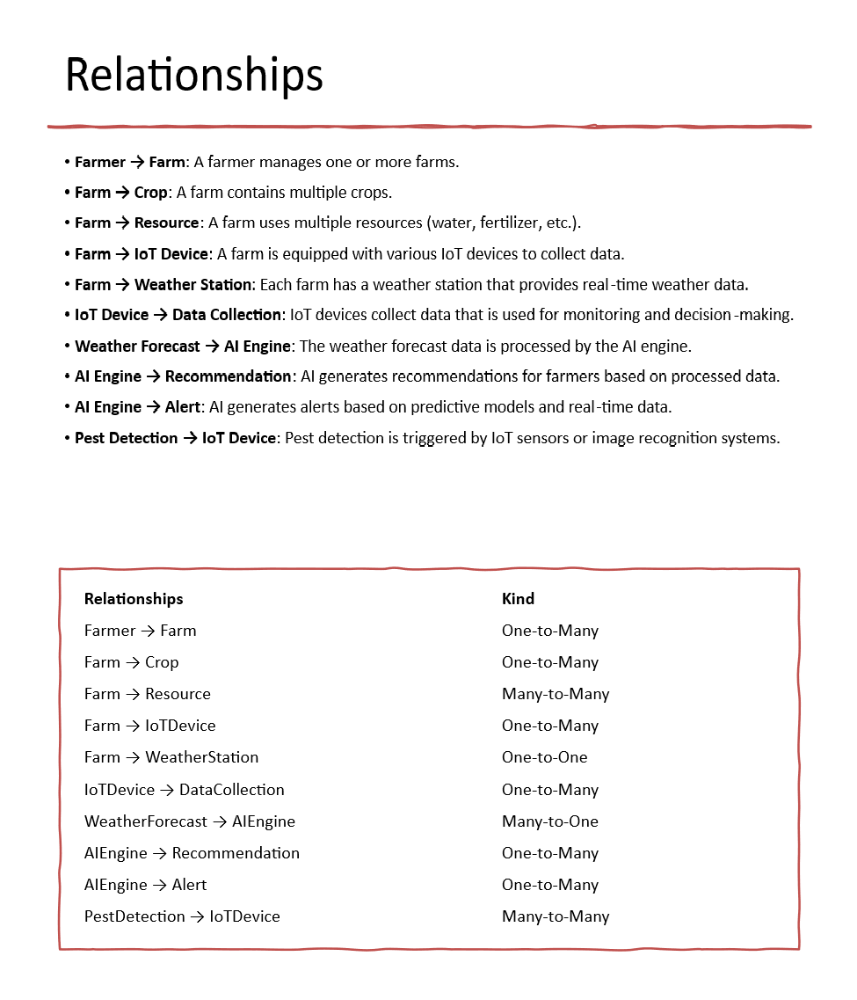 Relationships
• Farmer → Farm: A farmer manages one or more farms.
• Farm → Crop: A farm contains multiple crops.
• Farm → Resource: A farm uses multiple resources (water, fertilizer, etc.).
• Farm → IoT Device: A farm is equipped with various IoT devices to collect data.
• Farm → Weather Station: Each farm has a weather station that provides real-time weather data.
• IoT Device → Data Collection: IoT devices collect data that is used for monitoring and decision-making.
• Weather Forecast → AI Engine: The weather forecast data is processed by the AI engine.
• AI Engine → Recommendation: AI generates recommendations for farmers based on processed data.
• AI Engine → Alert: AI generates alerts based on predictive models and real-time data.
• Pest Detection → IoT Device: Pest detection is triggered by IoT sensors or image recognition systems.
Relationships Kind
Farmer → Farm One-to-Many
Farm → Crop One-to-Many
Farm → Resource Many-to-Many
Farm → IoTDevice One-to-Many
Farm → WeatherStation One-to-One
IoTDevice → DataCollection One-to-Many
WeatherForecast → AIEngine Many-to-One
AIEngine → Recommendation One-to-Many
AIEngine → Alert One-to-Many
PestDetection → IoTDevice Many-to-Many